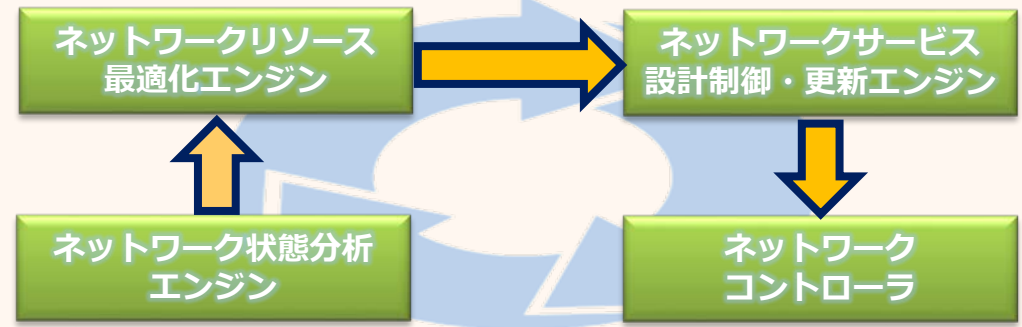 ネットワークリソース
最適化エンジン
ネットワークサービス
設計制御・更新エンジン
ネットワーク状態分析
エンジン
ネットワーク
コントローラ